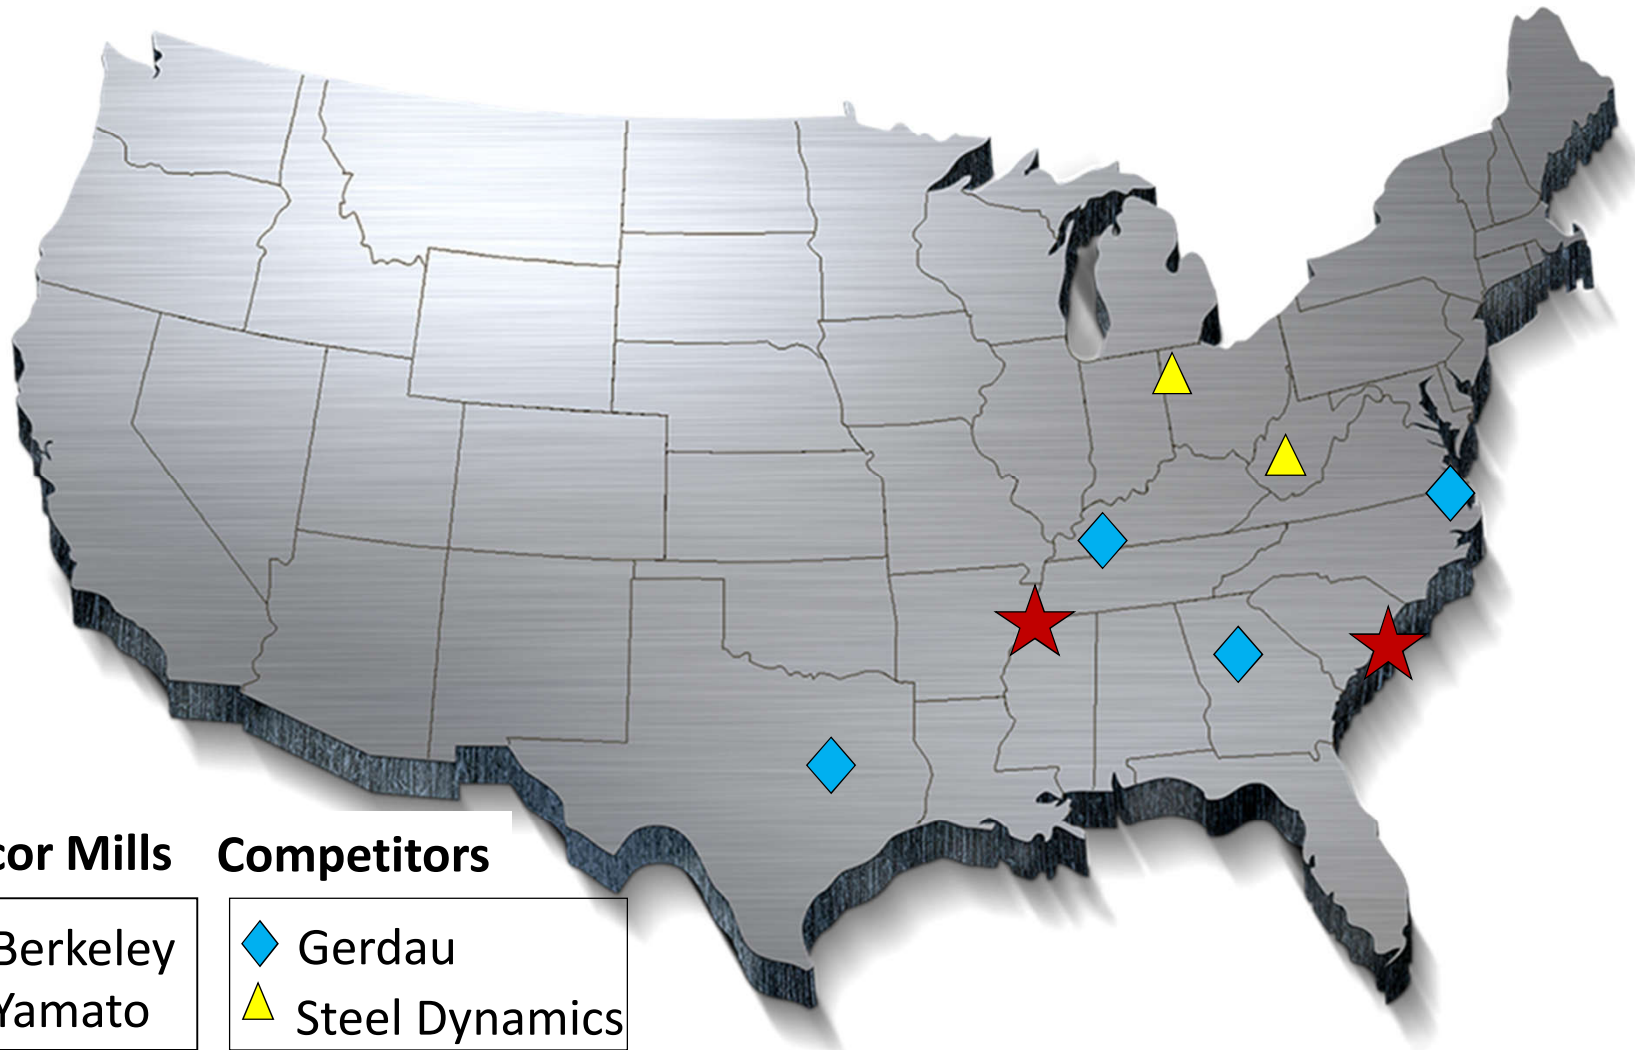 cor Mills
Berkeley
Yamato
Competitors
Gerdau
Steel Dynamics